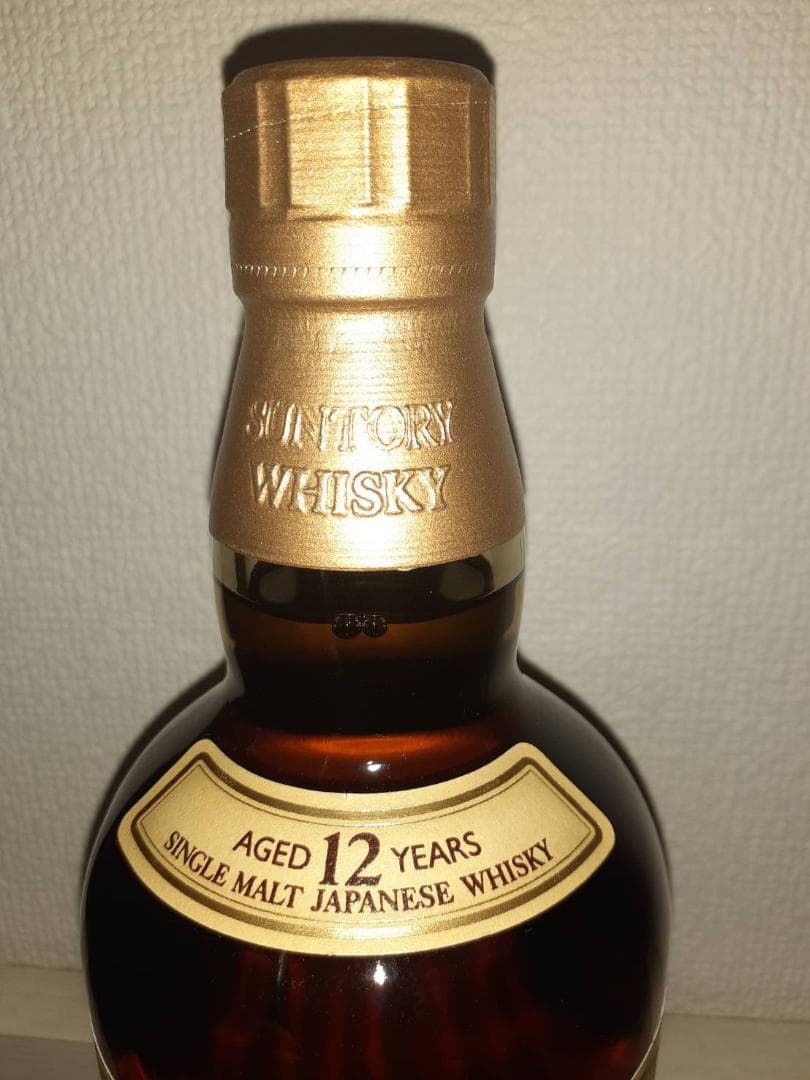 SUNTORY
WHISKY
AGED 12 YEARS
SINGLE MALT JAPANESE WHISKY